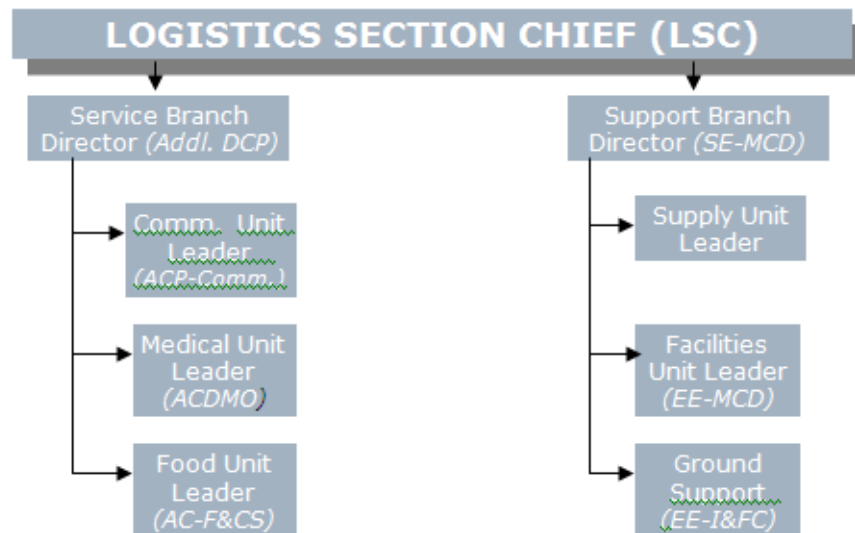 LOGISTICS SECTION CHIEF (LSC)
Service Branch
Director (Addl. DCP)
Comm. Unit
Leader
(ACP-Comm.)
Medical Unit
Leader
(ACDMO)
Food Unit
Leader
(AC-F&CS)
Support Branch
Director (SE-MCD)
Supply Unit
Leader
Facilities
Unit Leader
(EE-MCD)
Ground
Support
(EE-I&FC)